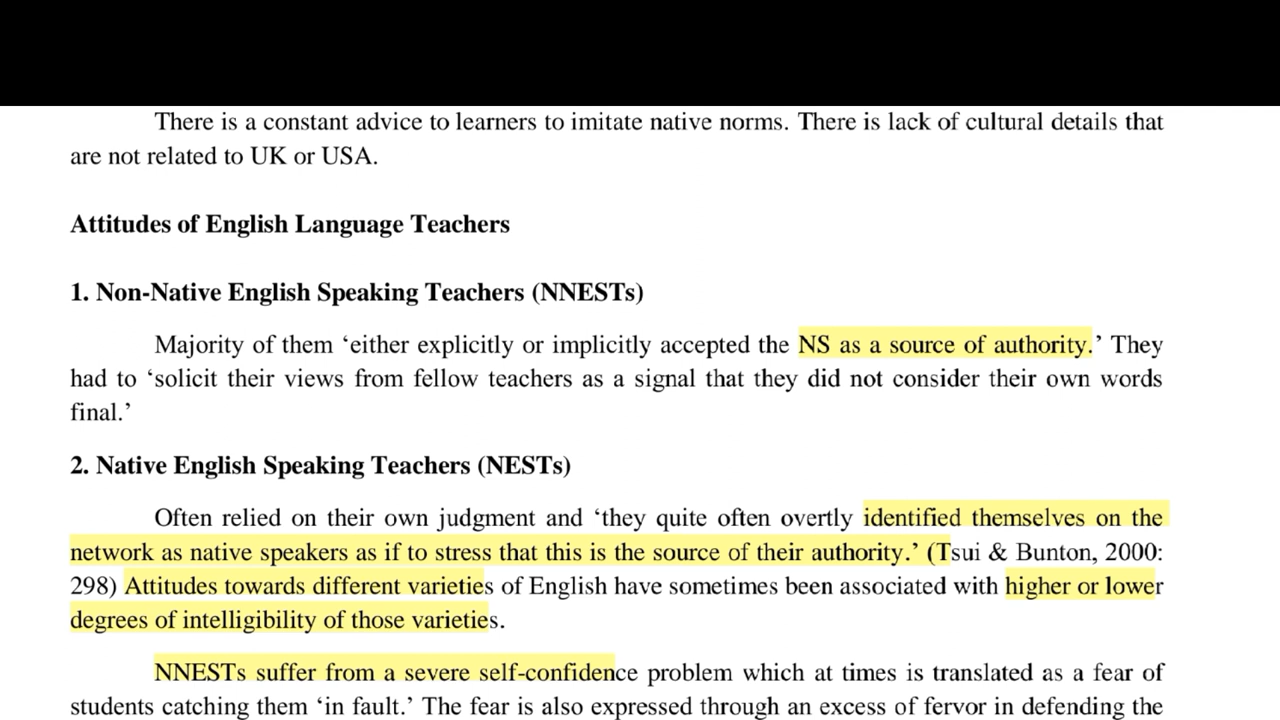 There is a constant advice to learners to imitate native norms. There is lack of cultural details that
are not related to UK or USA.
Attitudes of English Language Teachers
1. Non-Native English Speaking Teachers (NNESTs)
Majority of them ‘either explicitly or implicitly accepted the NS as a source of authority.’ They
had to ‘solicit their views from fellow teachers as a signal that they did not consider their own words
final.’
2. Native English Speaking Teachers (NESTs)
Often relied on their own judgment and ‘they quite often overtly identified themselves on the
network as native speakers as if to stress that this is the source of their authority.’ (Tsui & Bunton, 2000:
298) Attitudes towards different varieties of English have sometimes been associated with higher or lower
degrees of intelligibility of those varieties.
NNESTs suffer from a severe self-confidence problem which at times is translated as a fear of
students catching them ‘in fault.’ The fear is also expressed through an excess of fervor in defending the